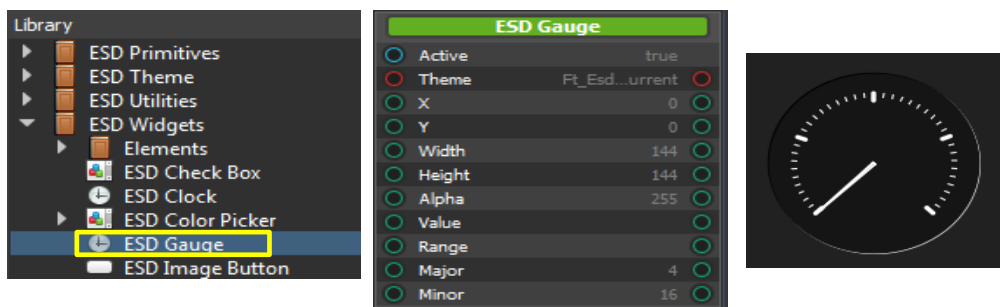 Library
ESD Primitives
ESD Theme
ESD Utilities
ESD Widgets
Elements
ESD Check Box
ESD Clock
ESD Color Picker
ESD Gauge
ESD Image Button
ESD Gauge
Active true
Theme Ft_Esd...urrent
X 0
Y 0
Width 144
Height 144
Alpha 255
Value
Range
Major 4
Minor 16